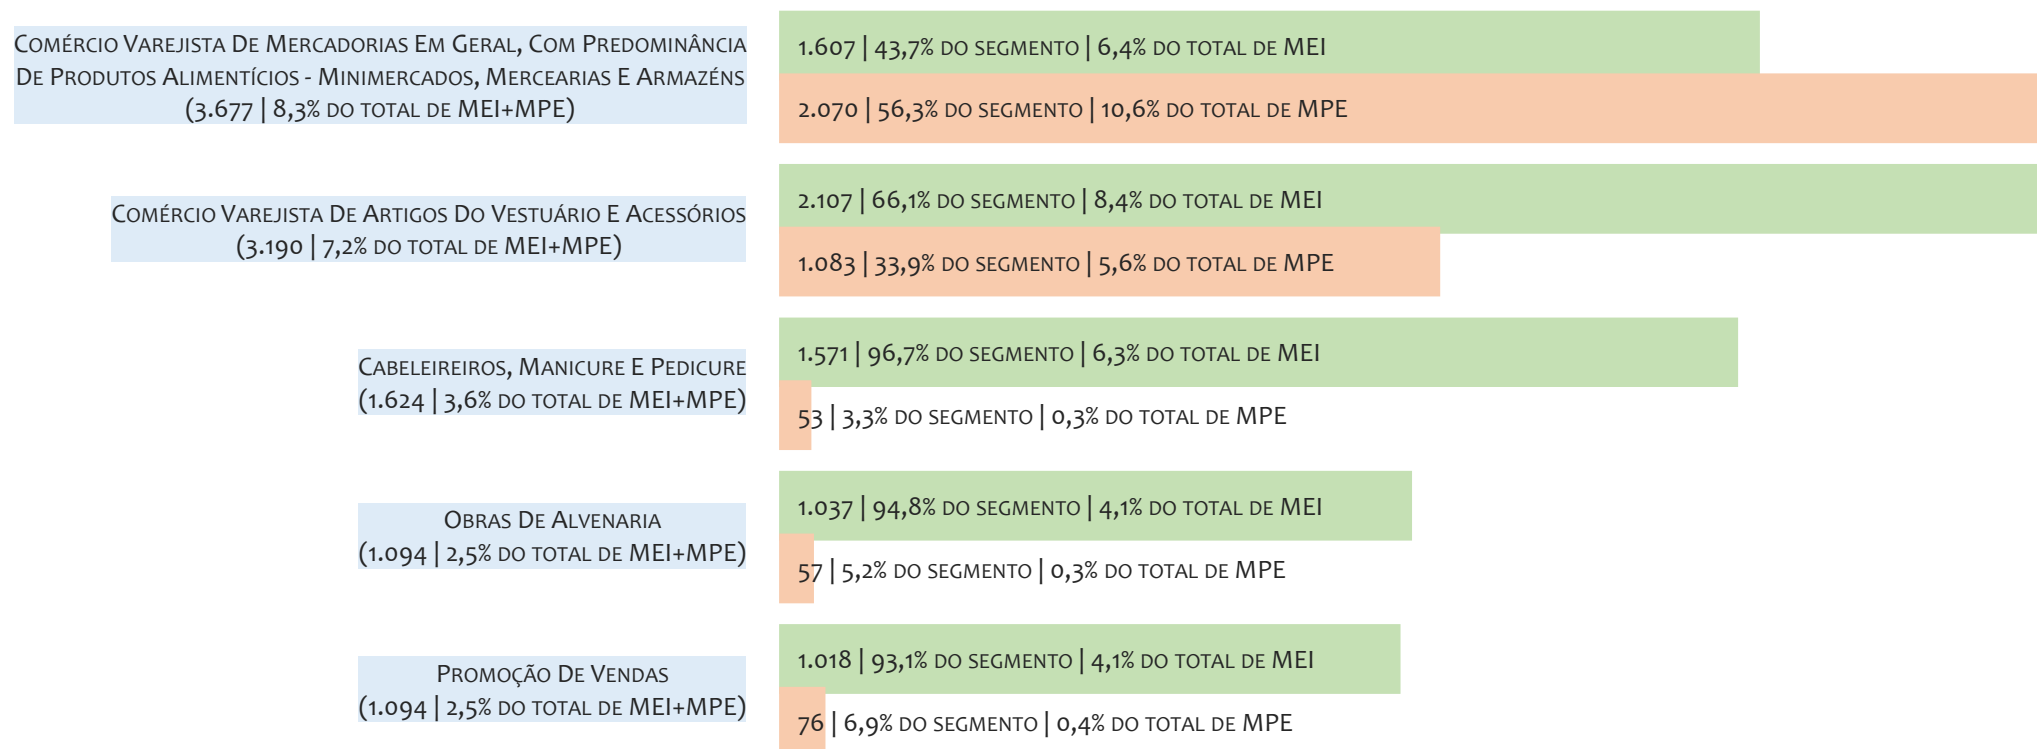 Comércio Varejista De Mercadorias Em Geral, Com Predominância
De Produtos Alimentícios - Minimercados, Mercearias E Armazéns
(3.677 | 8,3% do total de MEI+MPE)
1.607 | 43,7% do segmento | 6,4% do total de MEI
2.070 | 56,3% do segmento | 10,6% do total de MPE
Comércio Varejista De Artigos Do Vestuário E Acessórios
(3.190 | 7,2% do total de MEI+MPE)
2.107 | 66,1% do segmento | 8,4% do total de MEI
1.083 | 33,9% do segmento | 5,6% do total de MPE
Cabeleireiros, Manicure E Pedicure
(1.624 | 3,6% do total de MEI+MPE)
1.571 | 96,7% do segmento | 6,3% do total de MEI
53 | 3,3% do segmento | 0,3% do total de MPE
Obras De Alvenaria
(1.094 | 2,5% do total de MEI+MPE)
1.037 | 94,8% do segmento | 4,1% do total de MEI
57 | 5,2% do segmento | 0,3% do total de MPE
Promoção De Vendas
(1.094 | 2,5% do total de MEI+MPE)
1.018 | 93,1% do segmento | 4,1% do total de MEI
76 | 6,9% do segmento | 0,4% do total de MPE